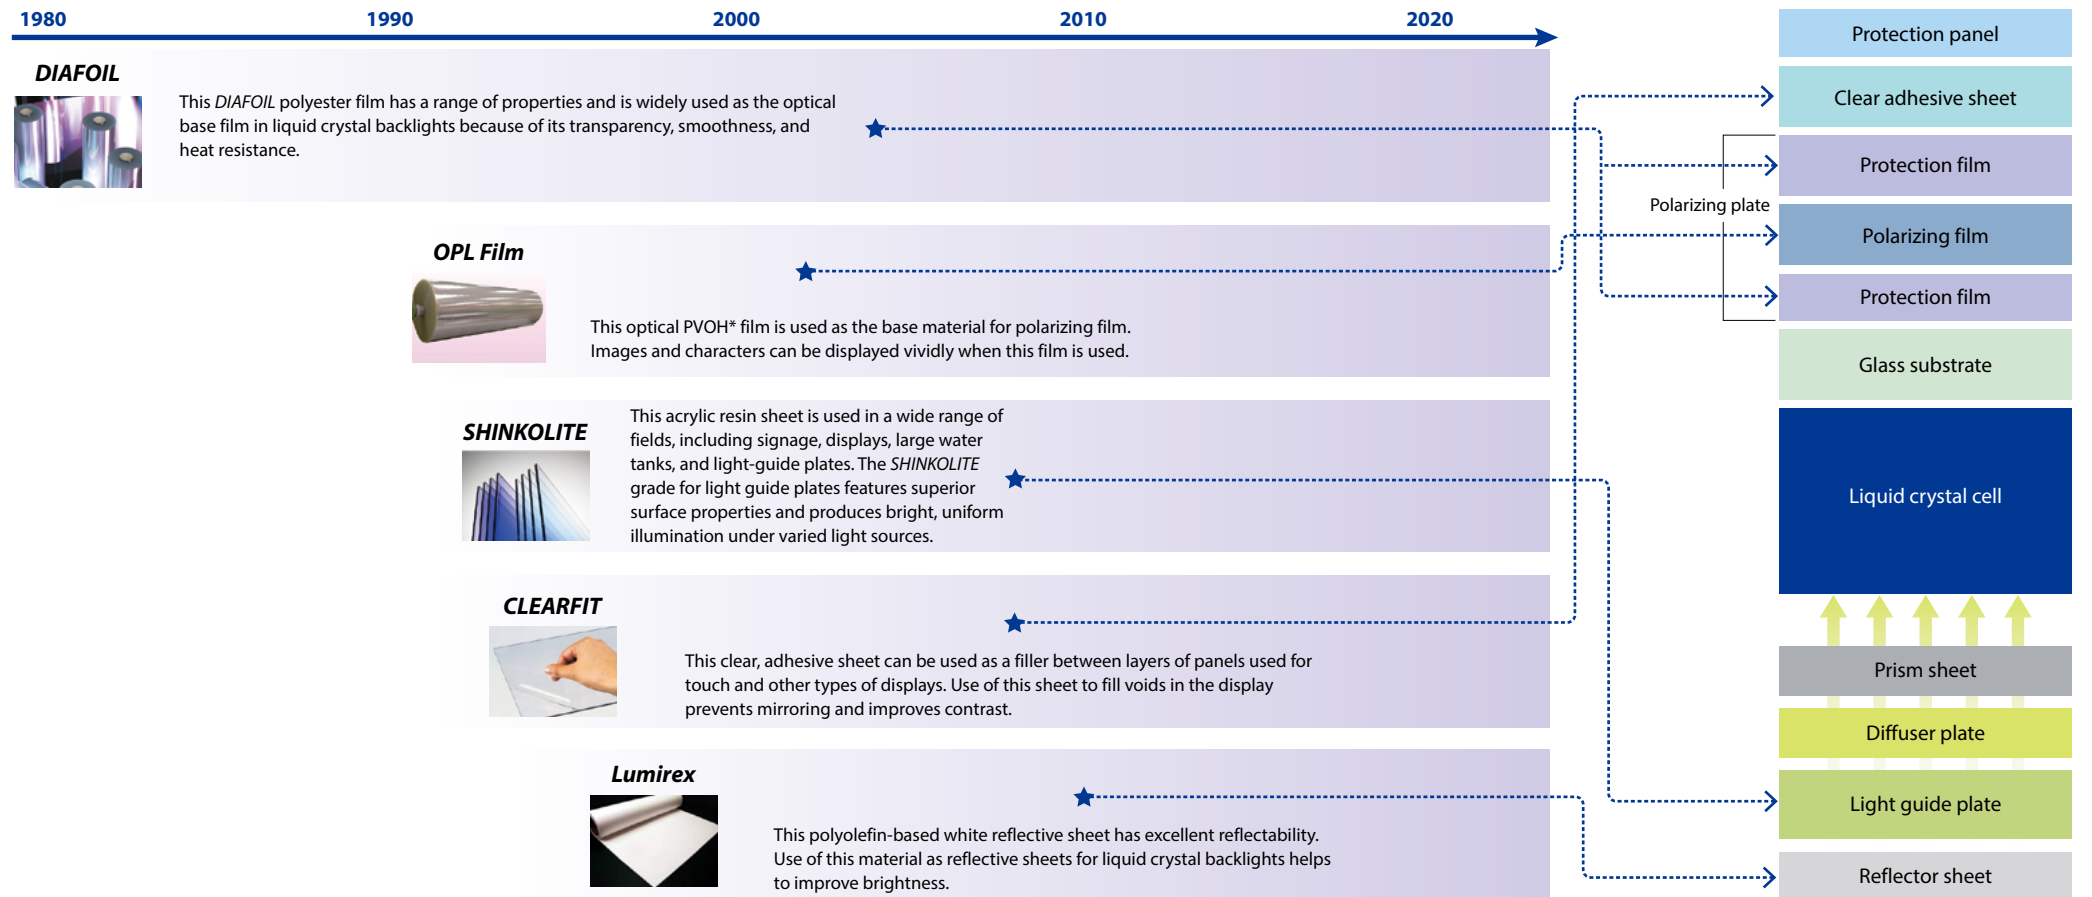 1980 1990 2000 2010 2020
DIAFOIL
This DIAFOIL polyester film has a range of properties and is widely used as the optical
base film in liquid crystal backlights because of its transparency, smoothness, and
heat resistance.
OPL Film
This optical PVOH* film is used as the base material for polarizing film.
Images and characters can be displayed vividly when this film is used.
SHINKOLITE
This acrylic resin sheet is used in a wide range of
fields, including signage, displays, large water
tanks, and light-guide plates. The SHINKOLITE
grade for light guide plates features superior
surface properties and produces bright, uniform
illumination under varied light sources.
CLEARFIT
This clear, adhesive sheet can be used as a filler between layers of panels used for
touch and other types of displays. Use of this sheet to fill voids in the display
prevents mirroring and improves contrast.
Lumirex
This polyolefin-based white reflective sheet has excellent reflectability.
Use of this material as reflective sheets for liquid crystal backlights helps
to improve brightness.
Protection panel
Clear adhesive sheet
Protection film
Polarizing plate
Polarizing film
Protection film
Glass substrate
Liquid crystal cell
Prism sheet
Diffuser plate
Light guide plate
Reflector sheet